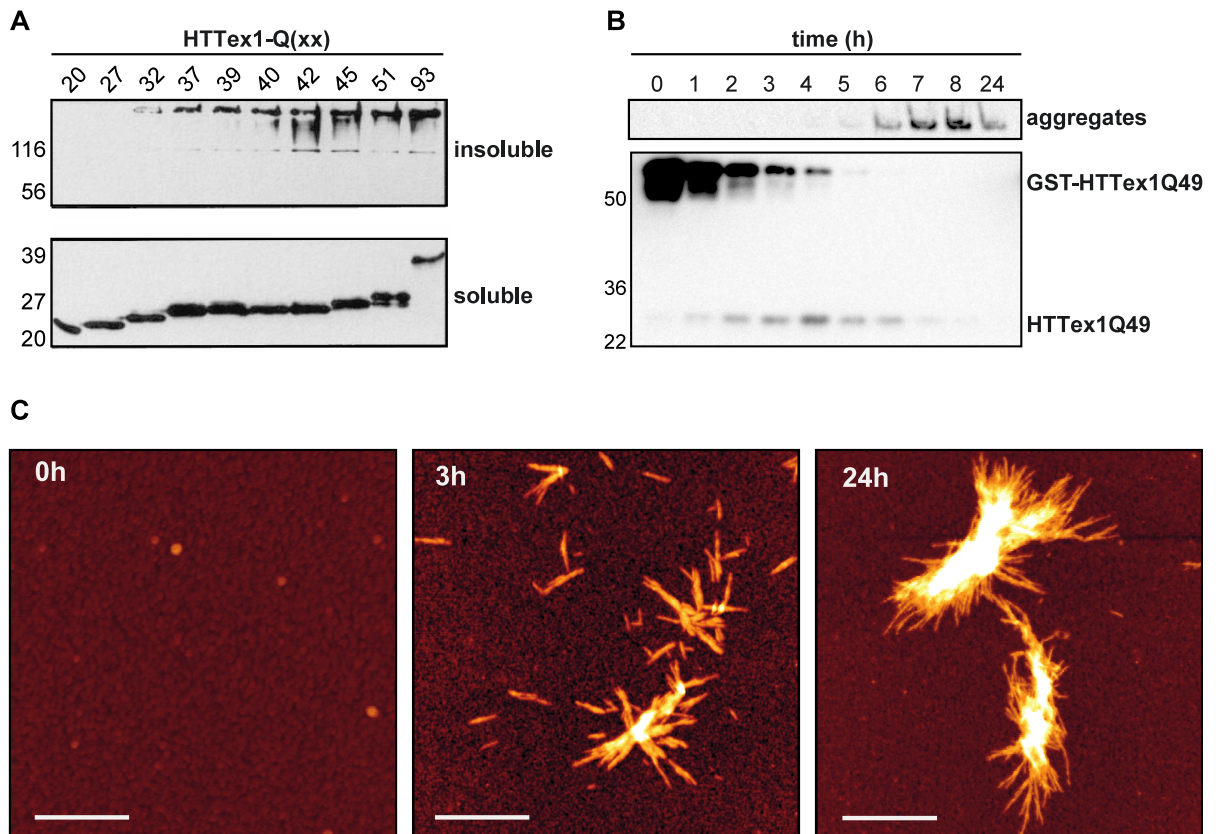 A
HTTex1-Q(xx)
20 27 32 37 39 40 42 45 51 93
116
56
insoluble
39
27
20
soluble
B
time (h)
0 1 2 3 4 5 6 7 8 24
aggregates
50
36
22
GST-HTTex1Q49
HTTex1Q49
C
0h
3h
24h